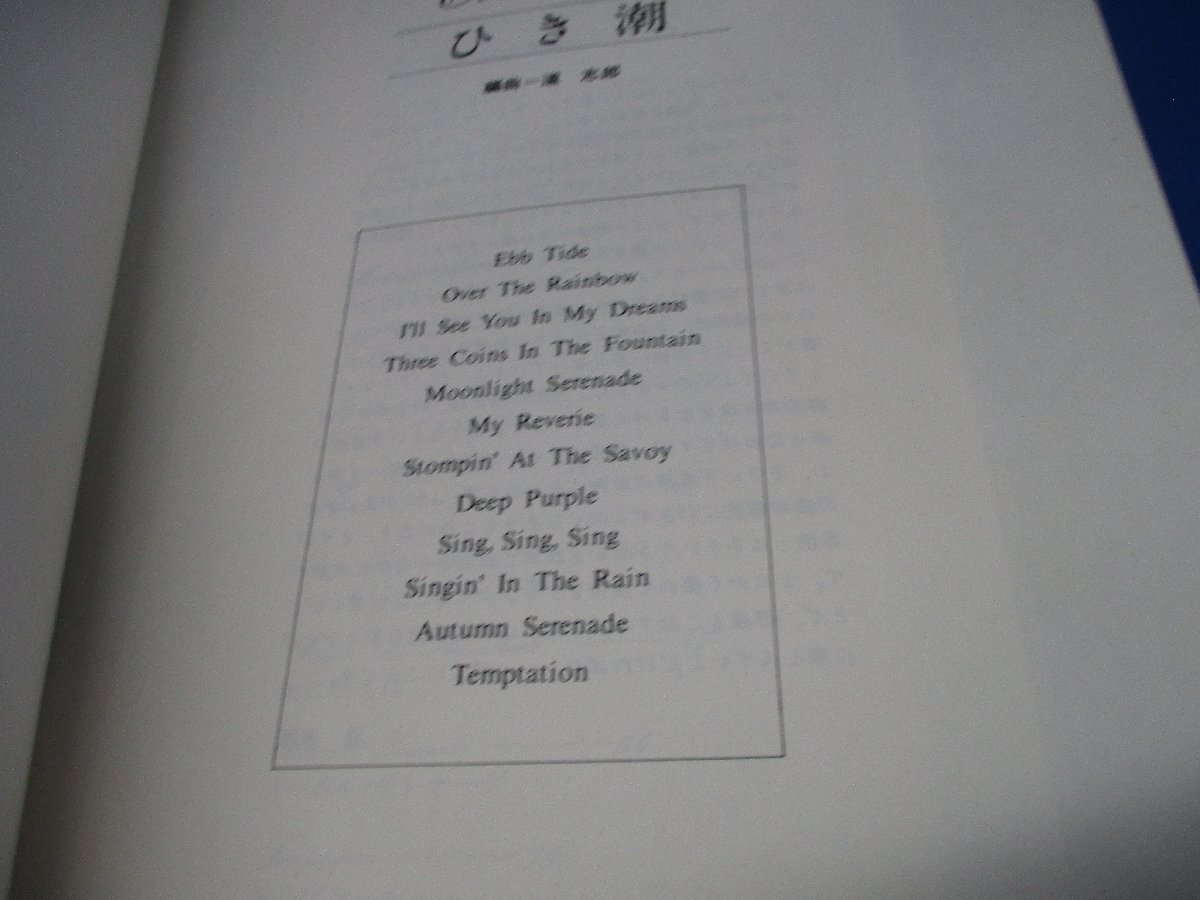 ひき潮
Ebb Tide
Over The Rainbow
I'll See You In My Dreams
Three Coins In The Fountain
Moonlight Serenade
My Reverie
Stompin' At The Savoy
Deep Purple
Sing, Sing, Sing
Singin' In The Rain
Autumn Serenade
Temptation